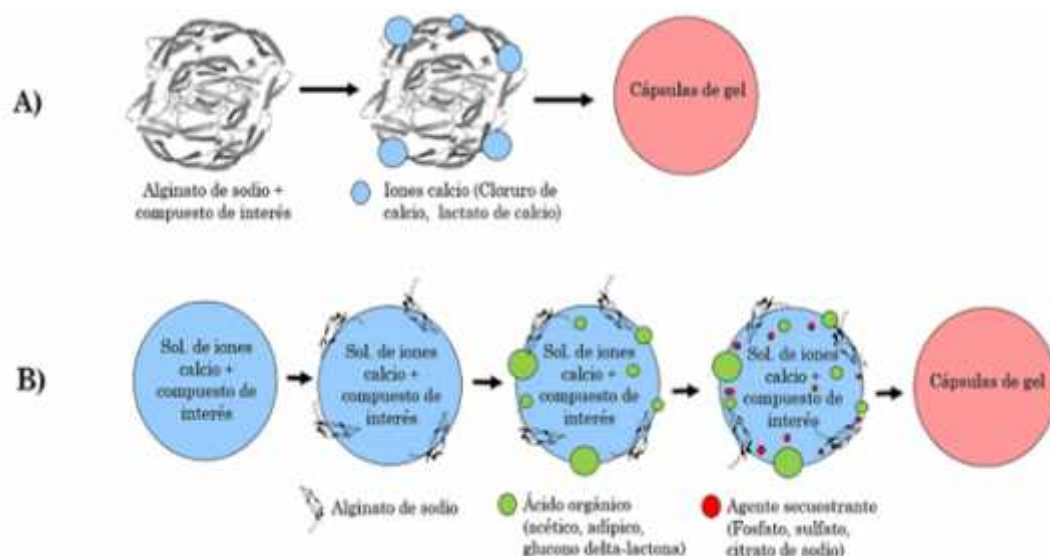 A)
Alginato de sodio +
compuesto de interés
Iones calcio (Cloruro de
calcio, lactato de calcio)
Cápsulas de gel
B)
Sol. de iones
calcio +
compuesto de
interés
Sol. de iones
calcio +
compuesto de
interés
Sol. de iones
calcio +
compuesto de
interés
Sol. de iones
calcio +
compuesto de
interés
Cápsulas de gel
Alginato de sodio
Ácido orgánico
(acético, adípico,
glucono delta-lactona)
Agente secuestrante
(Fosfato, sulfato,
citrato de sodio)